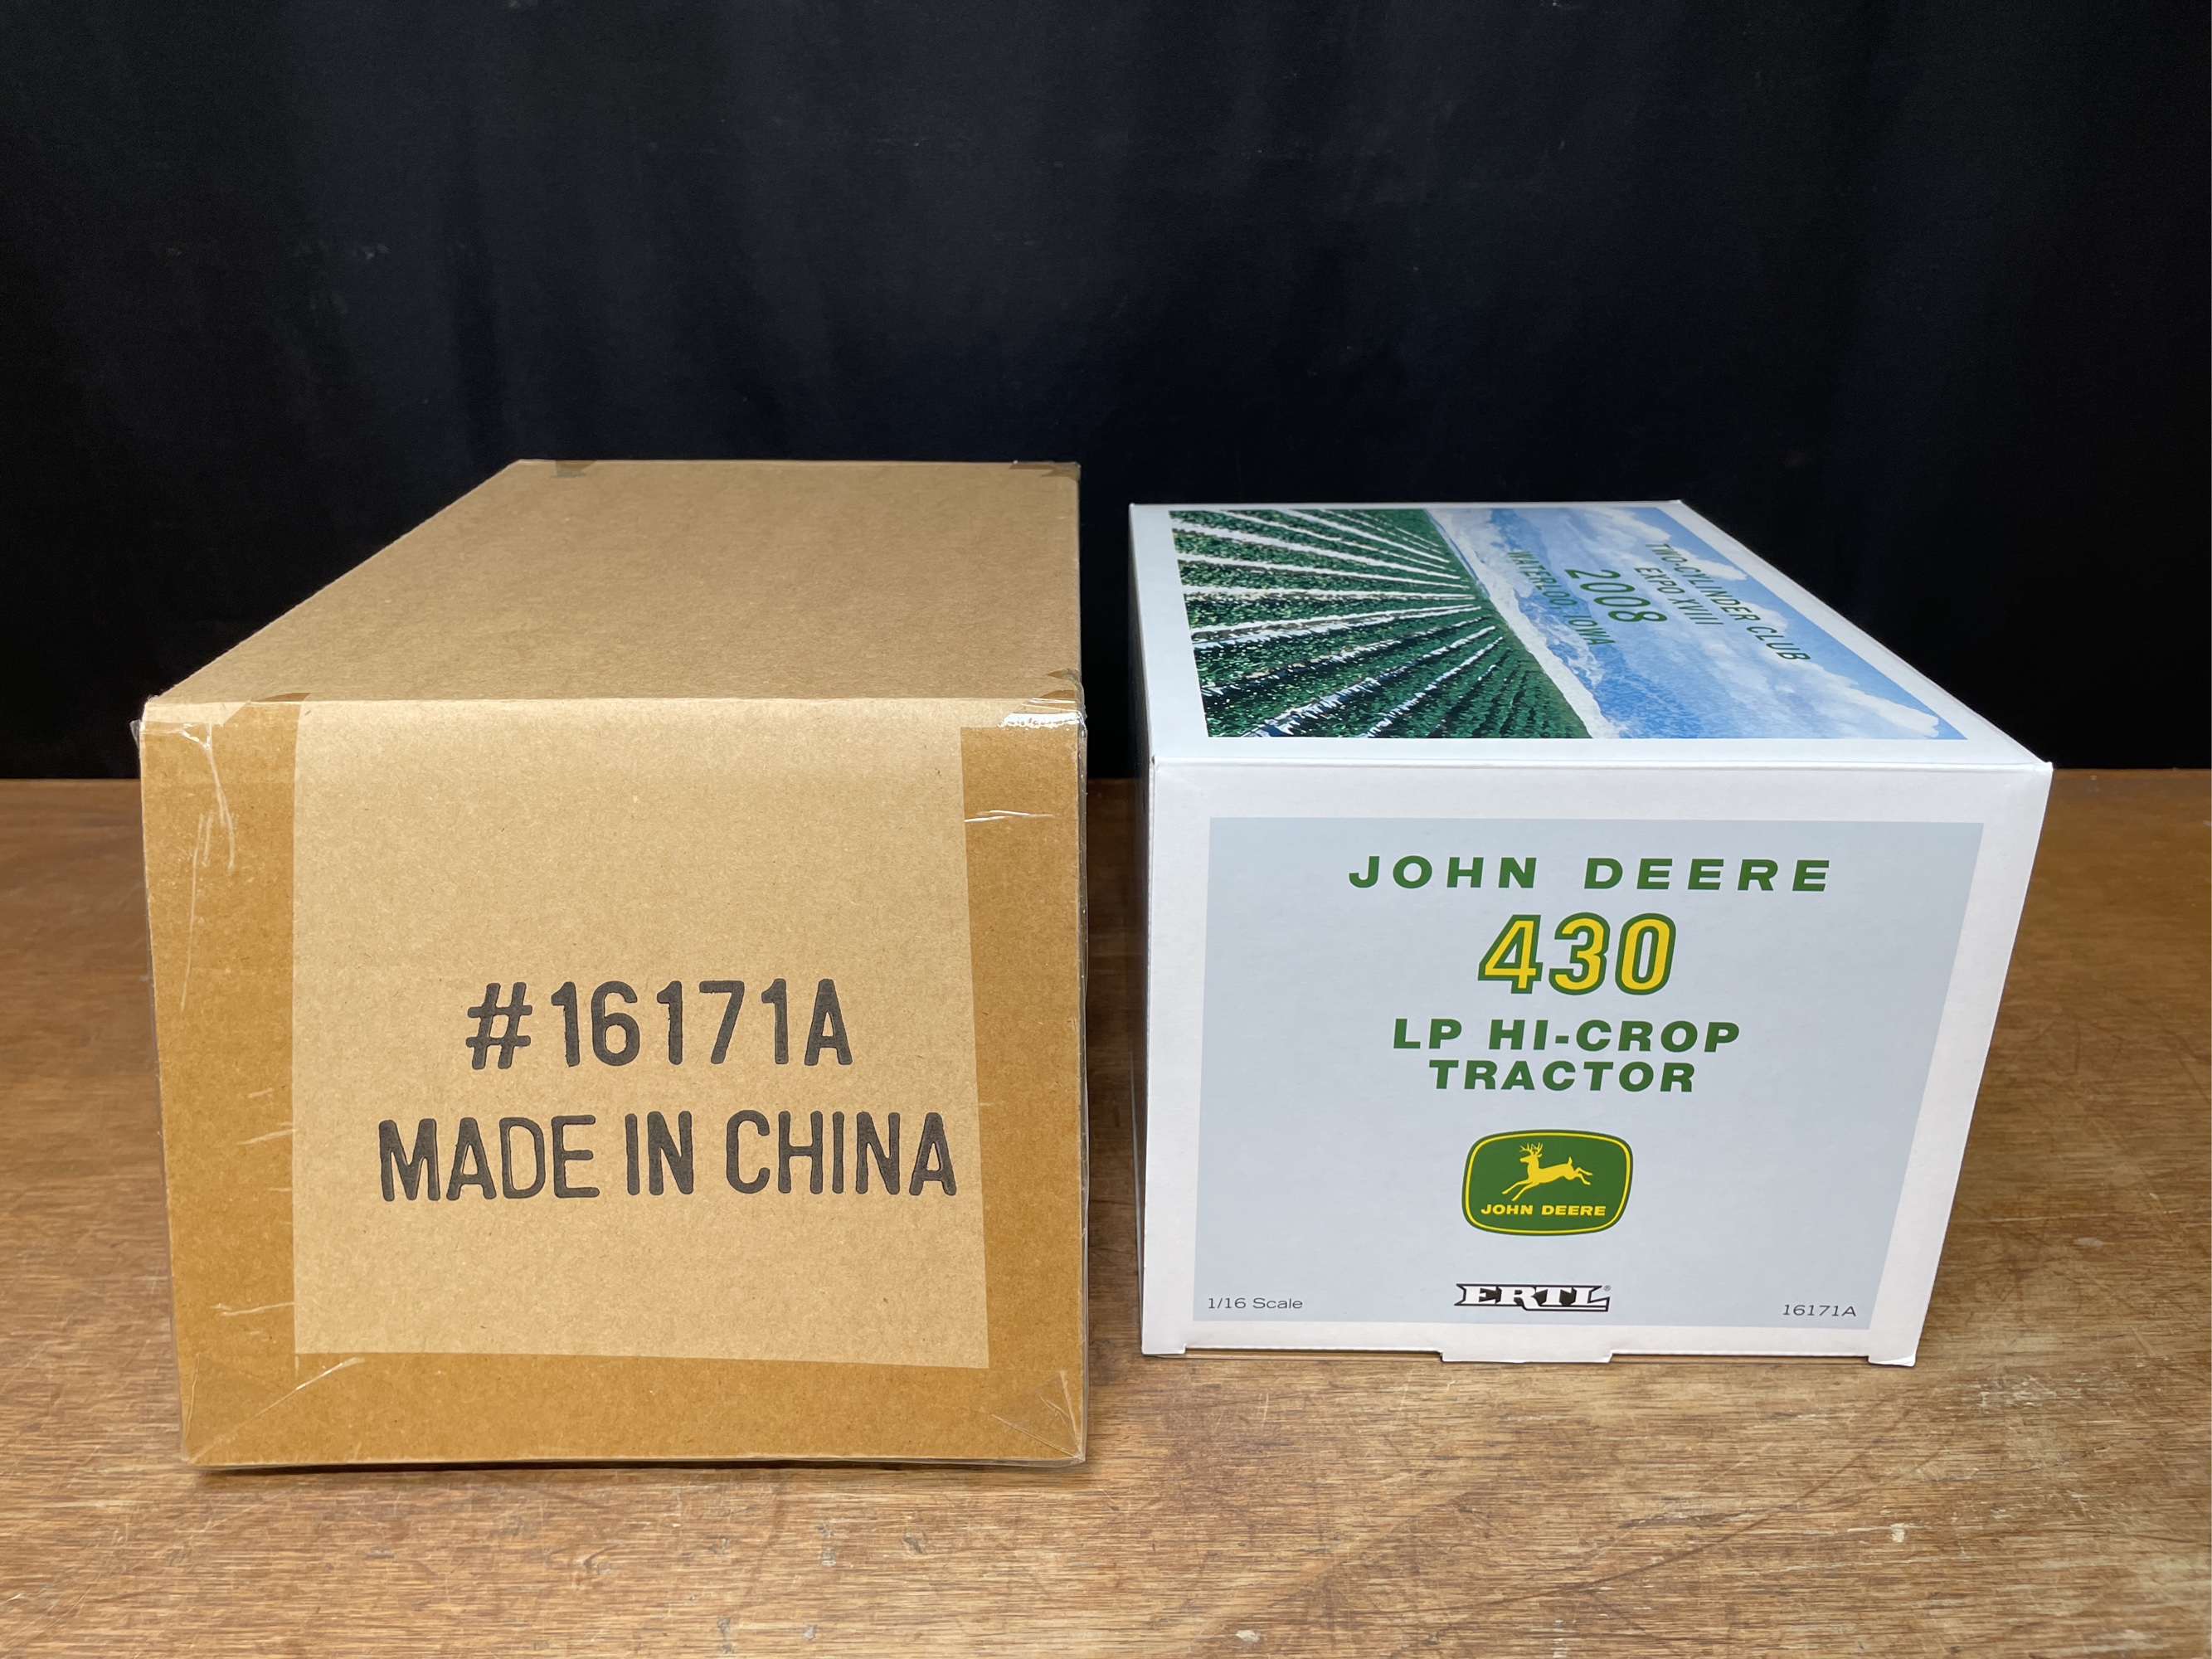 #16171A
MADE IN CHINA
TWO-CYLINDER CLUB
EXPO XVIII
2008
WATERLOO, IOWA
JOHN DEERE
430
LP HI-CROP
TRACTOR
JOHN DEERE
1/16 Scale
ERTL®
16171A